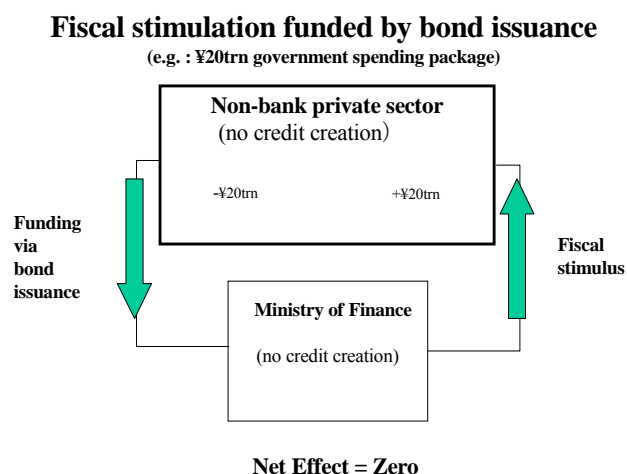 Fiscal stimulation funded by bond issuance
(e.g. : ¥20trn government spending package)
Non-bank private sector
(no credit creation）
-¥20trn
+¥20trn
Funding
via
bond
issuance
Fiscal
stimulus
Ministry of Finance
(no credit creation)
Net Effect = Zero